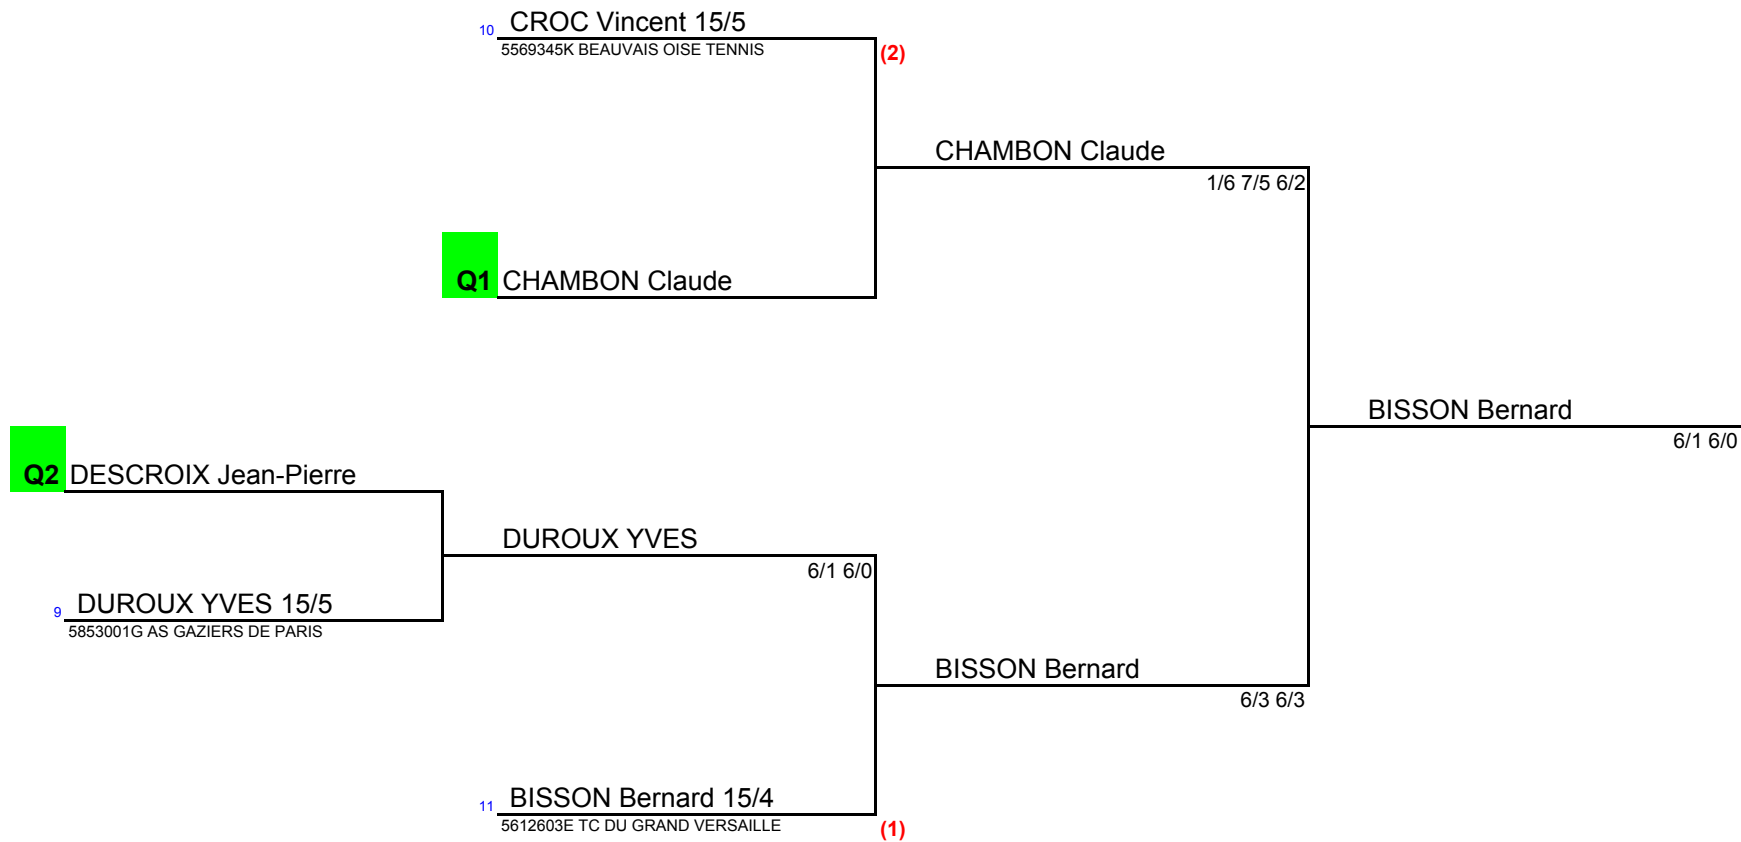 10 CROC Vincent 15/5
5569345K BEAUVAIS OISE TENNIS
(2)
CHAMBON Claude
1/6 7/5 6/2
Q1 CHAMBON Claude
BISSON Bernard
6/1 6/0
Q2 DESCROIX Jean-Pierre
DUROUX YVES
6/1 6/0
9 DUROUX YVES 15/5
5853001G AS GAZIERS DE PARIS
BISSON Bernard
6/3 6/3
11 BISSON Bernard 15/4
5612603E TC DU GRAND VERSAILLE
(1)